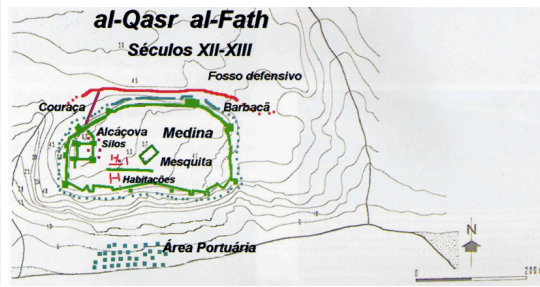 al-Qasr al-Fath
Séculos XII-XIII
Fosso defensivo
Couraça
Barbacã
Alcáçova
Silos
Medina
Mesquita
Habitações
Área Portuária
N
0
200